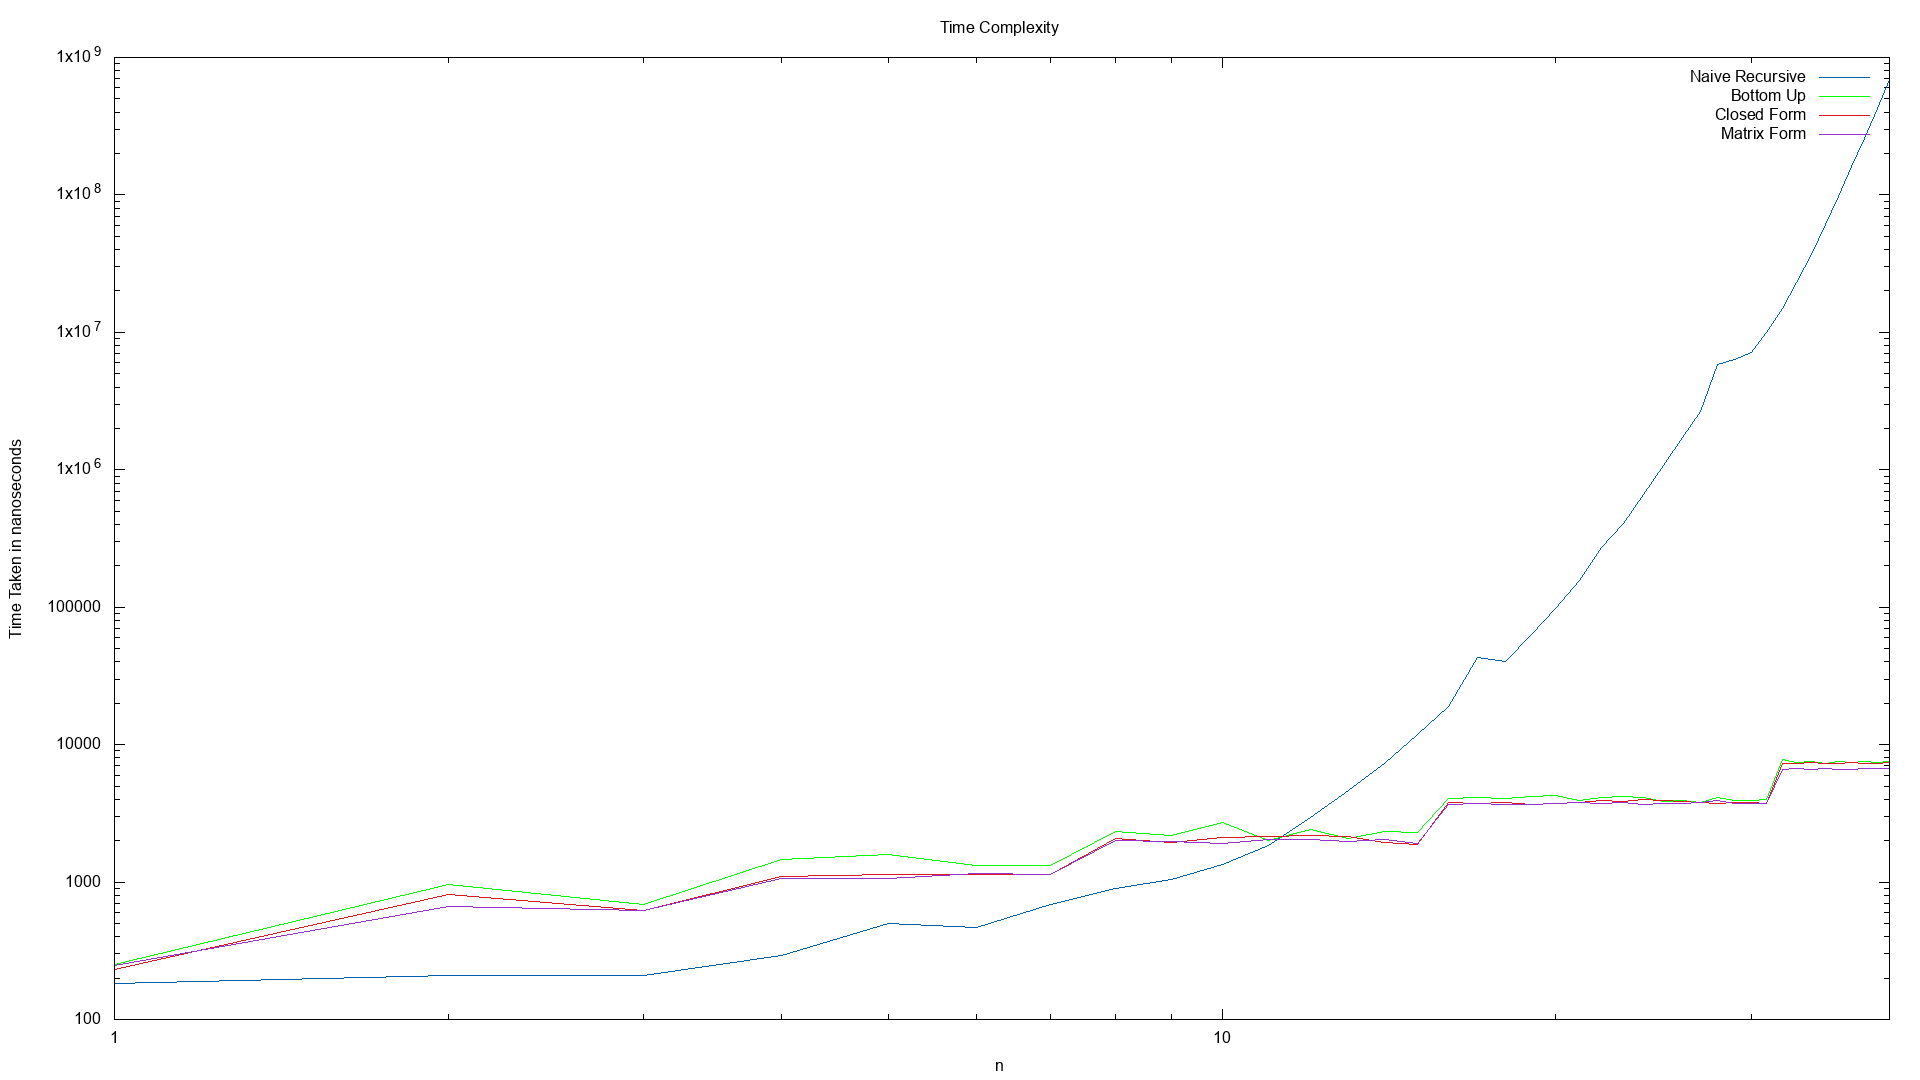 Time Complexity
1x10^9
1x10^8
1x10^7
1x10^6
100000
10000
1000
100
1
10
n
Time Taken in nanoseconds
Naive Recursive
Bottom Up
Closed Form
Matrix Form